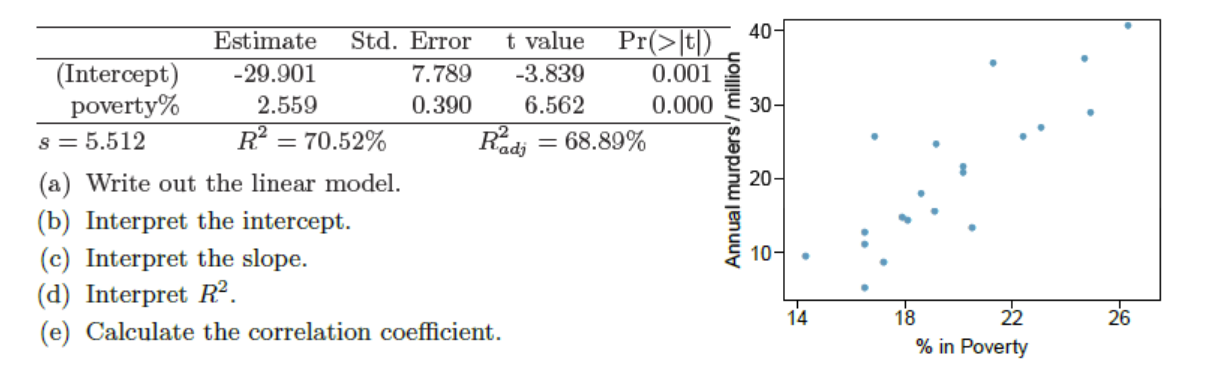 Estimate Std. Error t value Pr(>|t|)
(Intercept) -29.901 7.789 -3.839 0.001
poverty% 2.559 0.390 6.562 0.000
s = 5.512 R² = 70.52% R²adj = 68.89%
(a) Write out the linear model.
(b) Interpret the intercept.
(c) Interpret the slope.
(d) Interpret R².
(e) Calculate the correlation coefficient.
Annual murders / million
40
30
20
10
14 18 22 26
% in Poverty